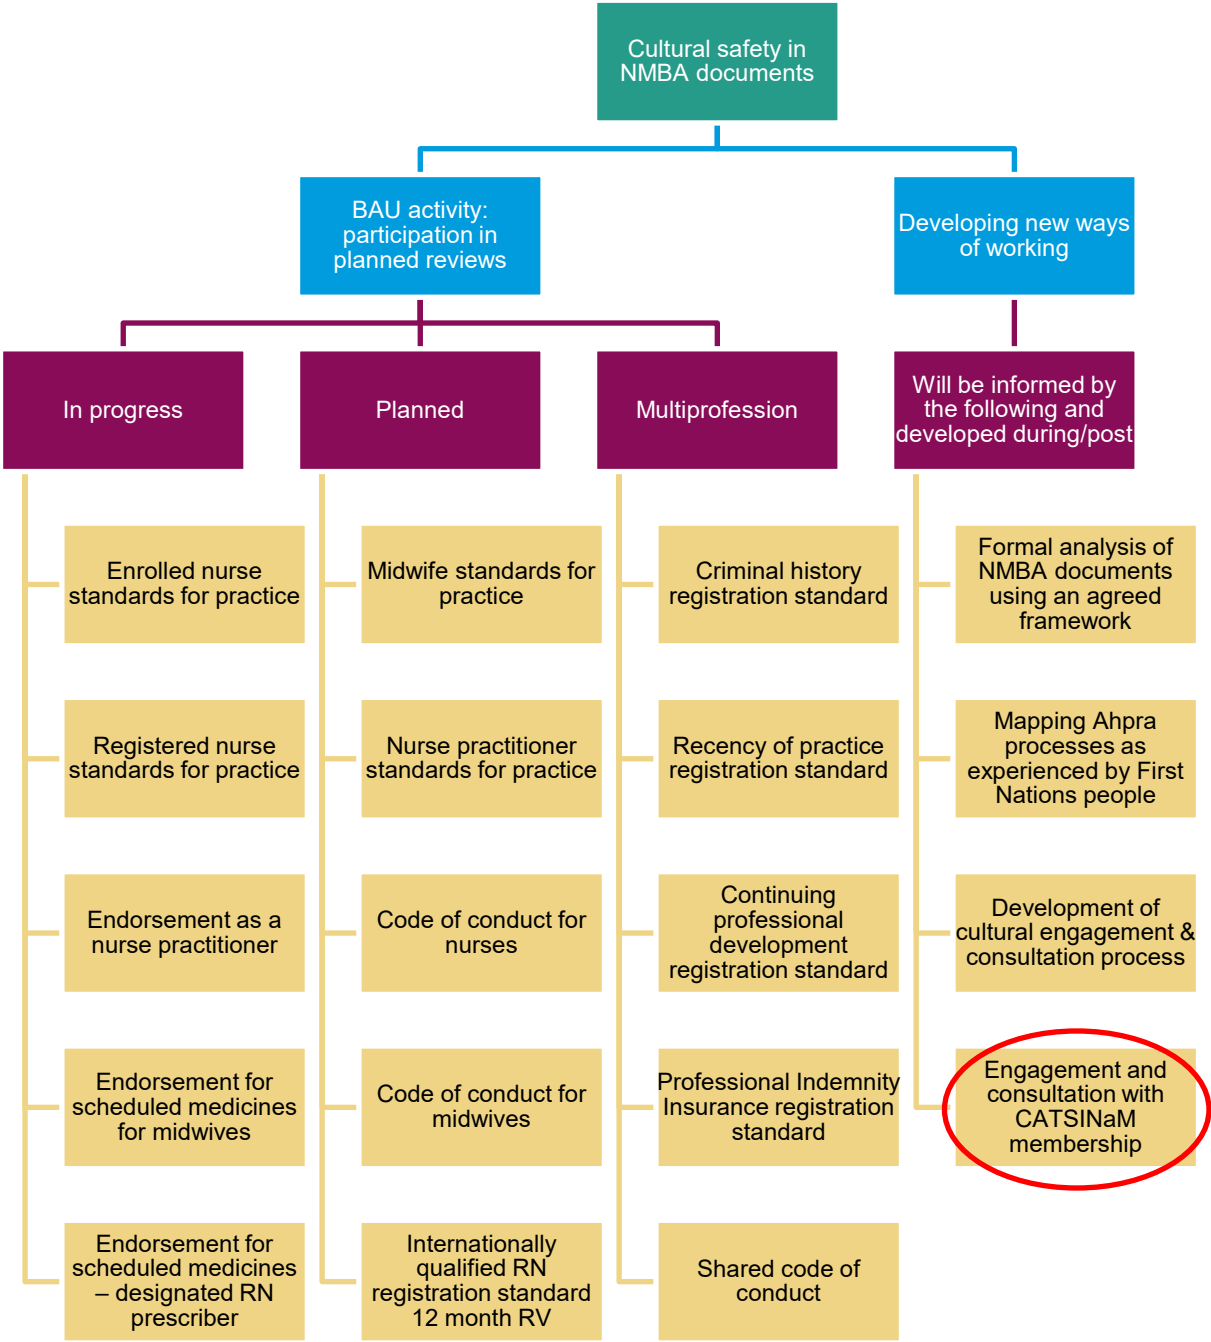 Cultural safety in
NMBA documents
BAU activity:
participation in
planned reviews
Developing new ways
of working
In progress
Planned
Multiprofession
Will be informed by
the following and
developed during/post
Enrolled nurse
standards for practice
Registered nurse
standards for practice
Endorsement as a
nurse practitioner
Endorsement for
scheduled medicines
for midwives
Endorsement for
scheduled medicines
– designated RN
prescriber
Midwife standards for
practice
Nurse practitioner
standards for practice
Code of conduct for
nurses
Code of conduct for
midwives
Internationally
qualified RN
registration standard
12 month RV
Criminal history
registration standard
Recency of practice
registration standard
Continuing
professional
development
registration standard
Professional Indemnity
Insurance registration
standard
Shared code of
conduct
Formal analysis of
NMBA documents
using an agreed
framework
Mapping Ahpra
processes as
experienced by First
Nations people
Development of
cultural engagement &
consultation process
Engagement and
consultation with
CATSINaM
membership